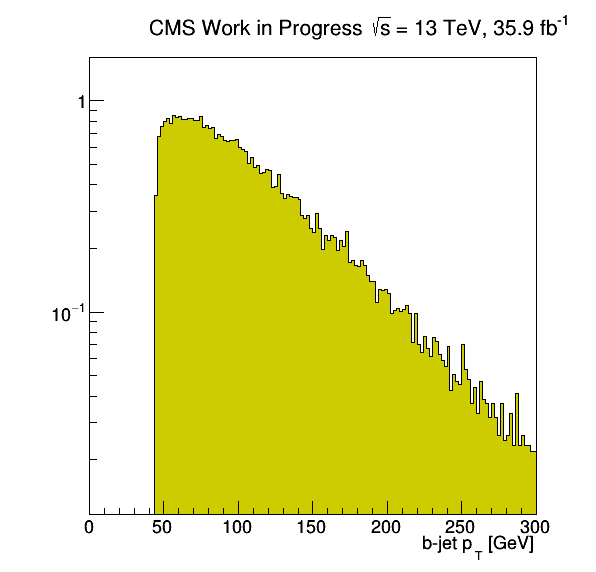 CMS Work in Progress √s = 13 TeV, 35.9 fb⁻¹
1
10⁻¹
0 50 100 150 200 250 300
b-jet p_T [GeV]